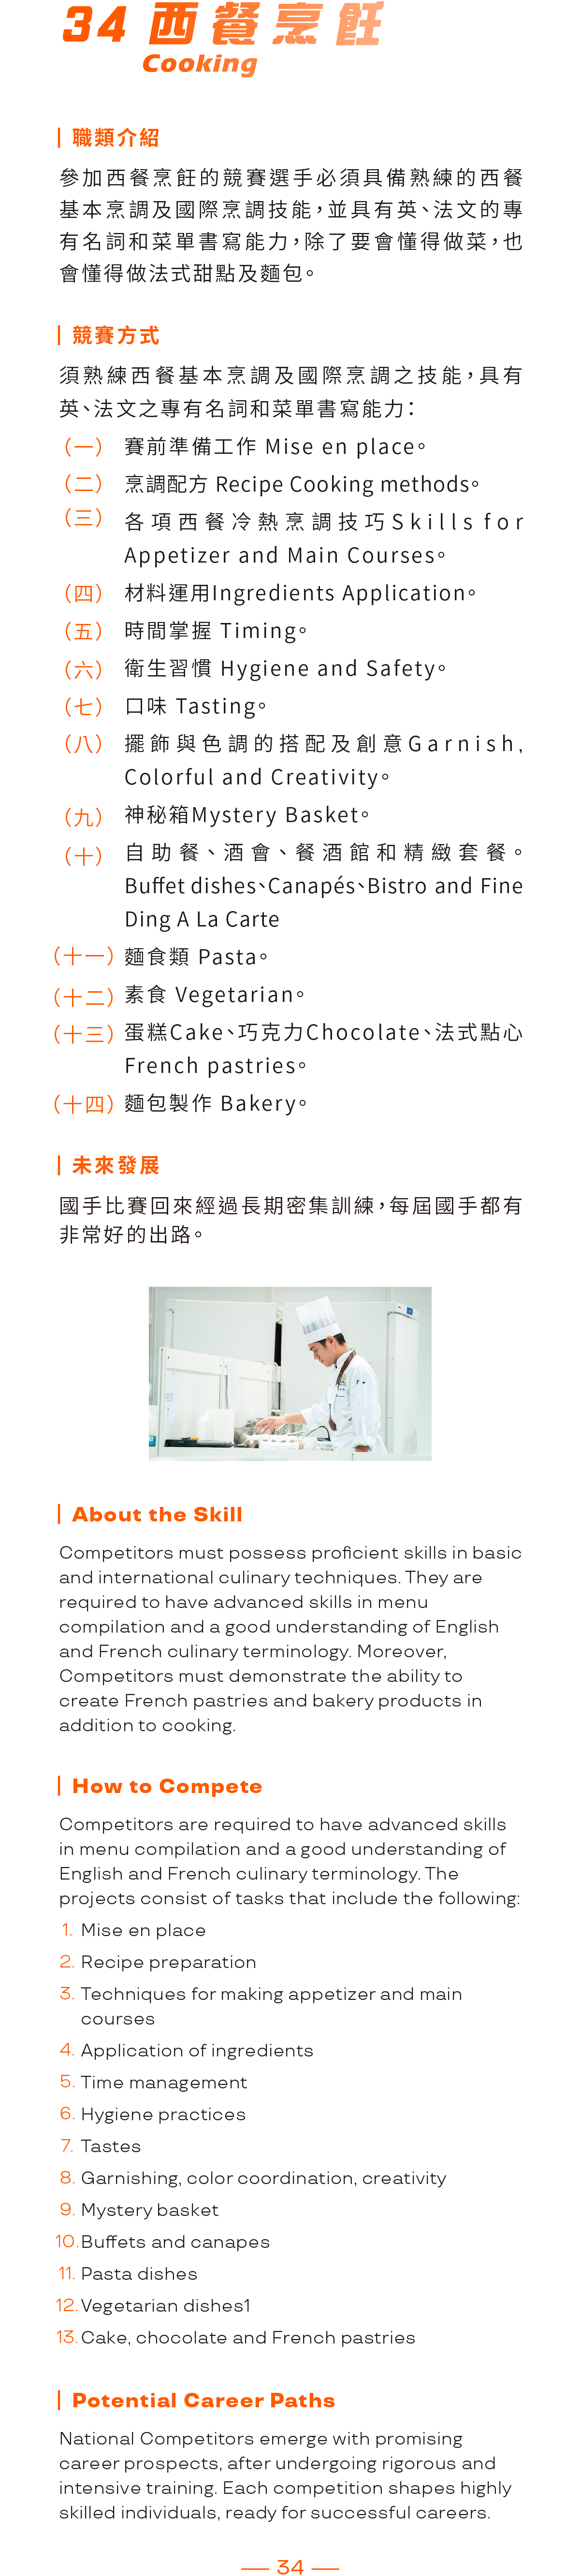 34 西餐烹飪
Cooking
職類介紹
參加西餐烹飪的競賽選手必須具備熟練的西餐
基本烹調及國際烹調技能，並具有英、法文的專
有名詞和菜單書寫能力，除了要會懂得做菜，也
會懂得做法式甜點及麵包。
競賽方式
須熟練西餐基本烹調及國際烹調之技能，具有
英、法文之專有名詞和菜單書寫能力：
（一） 賽前準備工作 Mise en place。
（二） 烹調配方 Recipe Cooking methods。
（三） 各項西餐冷熱烹調技巧Skills for
Appetizer and Main Courses。
（四） 材料運用Ingredients Application。
（五） 時間掌握 Timing。
（六） 衛生習慣 Hygiene and Safety。
（七） 口味 Tasting。
（八） 擺飾與色調的搭配及創意Garnish,
Colorful and Creativity。
（九） 神秘箱Mystery Basket。
（十） 自助餐、酒會、餐酒館和精緻套餐。
Buffet dishes、Canapés、Bistro and Fine
Ding A La Carte
（十一） 麵食類 Pasta。
（十二） 素食 Vegetarian。
（十三） 蛋糕Cake、巧克力Chocolate、法式點心
French pastries。
（十四） 麵包製作 Bakery。
未來發展
國手比賽回來經過長期密集訓練，每屆國手都有
非常好的出路。
About the Skill
Competitors must possess proficient skills in basic
and international culinary techniques. They are
required to have advanced skills in menu
compilation and a good understanding of English
and French culinary terminology. Moreover,
Competitors must demonstrate the ability to
create French pastries and bakery products in
addition to cooking.
How to Compete
Competitors are required to have advanced skills
in menu compilation and a good understanding of
English and French culinary terminology. The
projects consist of tasks that include the following:
1. Mise en place
2. Recipe preparation
3. Techniques for making appetizer and main
courses
4. Application of ingredients
5. Time management
6. Hygiene practices
7. Tastes
8. Garnishing, color coordination, creativity
9. Mystery basket
10. Buffets and canapes
11. Pasta dishes
12. Vegetarian dishes1
13. Cake, chocolate and French pastries
Potential Career Paths
National Competitors emerge with promising
career prospects, after undergoing rigorous and
intensive training. Each competition shapes highly
skilled individuals, ready for successful careers.
— 34 —